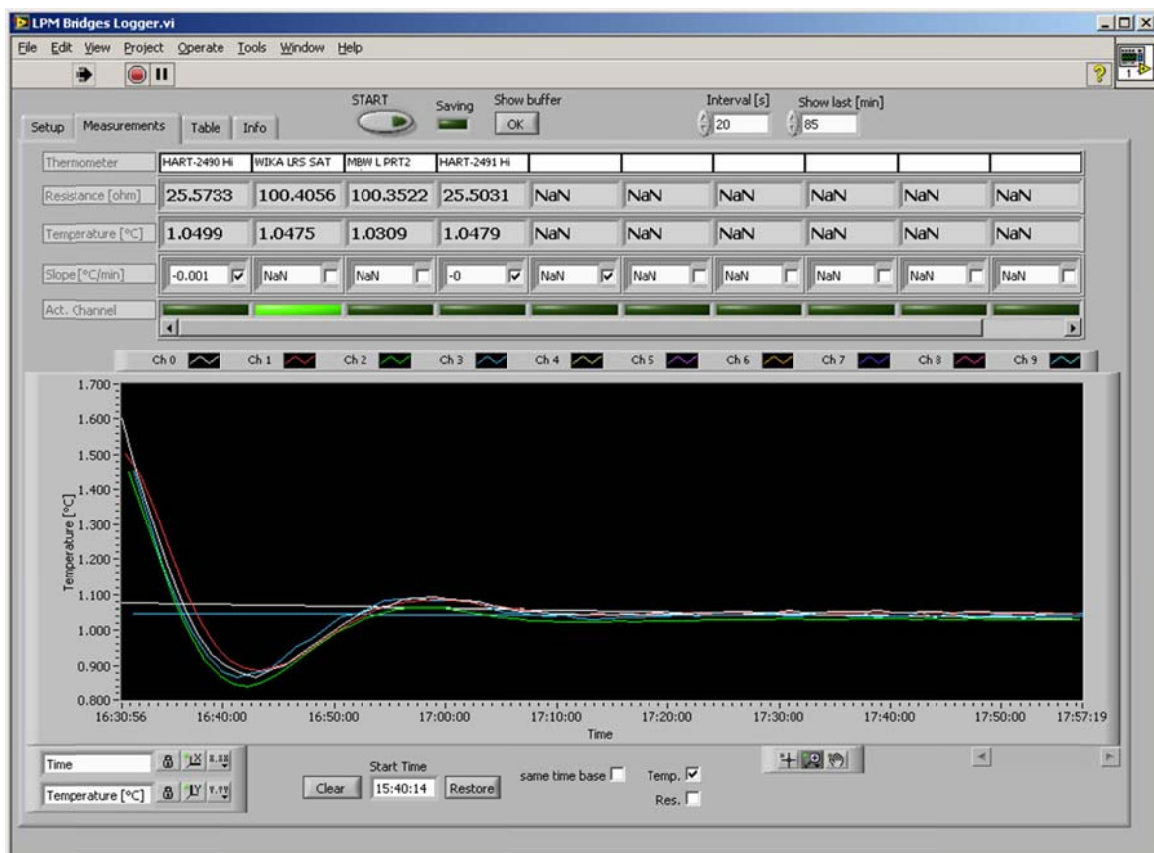 LPM Bridges Logger.vi
File Edit View Project Operate Tools Window Help
1
START Saving Show buffer Interval [s] Show last [min]
Setup Measurements Table Info OK 20 85
Thermometer HART-2490 Hi WIKA LRS SAT MBW L PRT2 HART-2491 Hi
Resistance [ohm] 25.5733 100.4056 100.3522 25.5031 NaN NaN NaN NaN NaN NaN
Temperature [°C] 1.0499 1.0475 1.0309 1.0479 NaN NaN NaN NaN NaN NaN
Slope [°C/min] -0.001 NaN NaN -0 NaN NaN NaN NaN NaN NaN
Act. Channel
Ch 0 Ch 1 Ch 2 Ch 3 Ch 4 Ch 5 Ch 6 Ch 7 Ch 8 Ch 9
1.700
1.600
1.500
1.400
1.300
1.200
1.100
1.000
0.900
0.800
Temperature [°C]
16:30:56 16:40:00 16:50:00 17:00:00 17:10:00 17:20:00 17:30:00 17:40:00 17:50:00 17:57:19
Time
Time X X.XX
Temperature [°C] Y Y.YY
Start Time
Clear 15:40:14 Restore
same time base Temp.
Res.